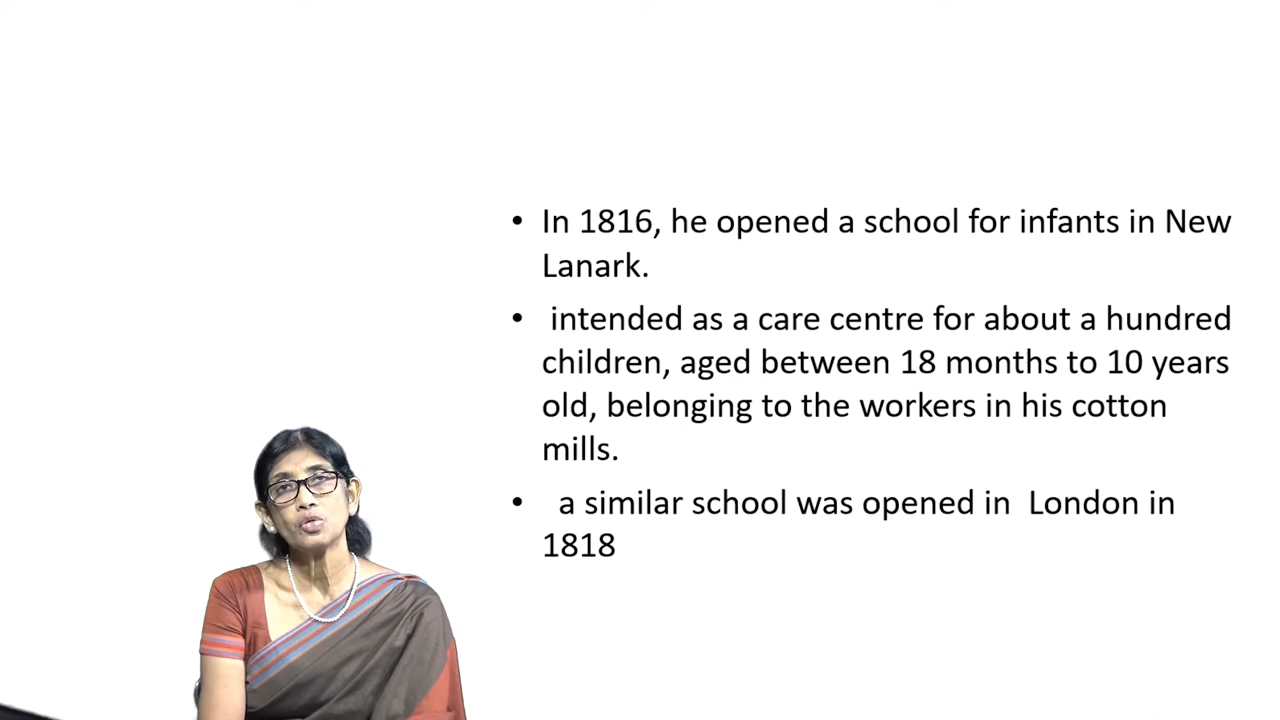 • In 1816, he opened a school for infants in New
Lanark.
• intended as a care centre for about a hundred
children, aged between 18 months to 10 years
old, belonging to the workers in his cotton
mills.
• a similar school was opened in London in
1818